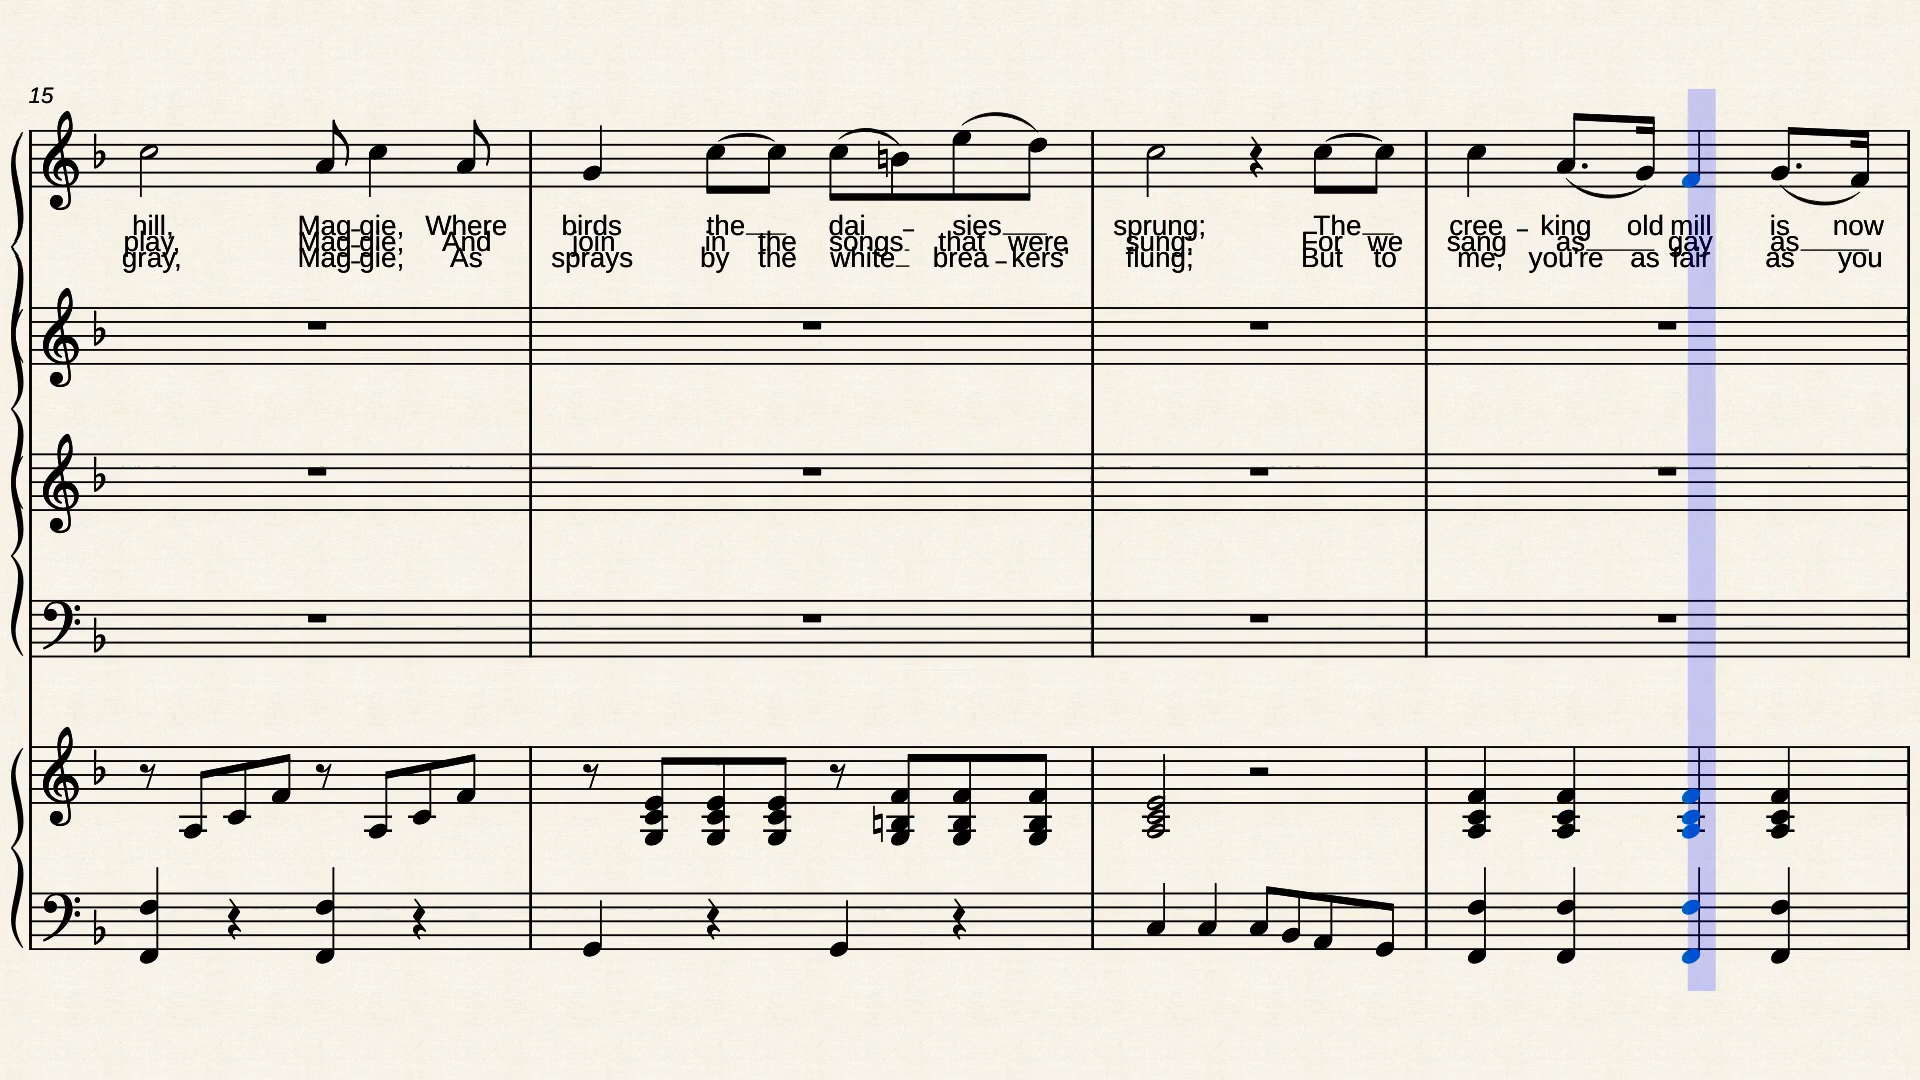 15
hill, Mag-gie, Where birds the dai - sies sprung; The cree - king old mill is now
play, Mag-gie, And join in the songs that were sung, For we sang as gay as
gray, Mag-gie, As sprays by the white brea - kers flung; But to me, you're as fair as you